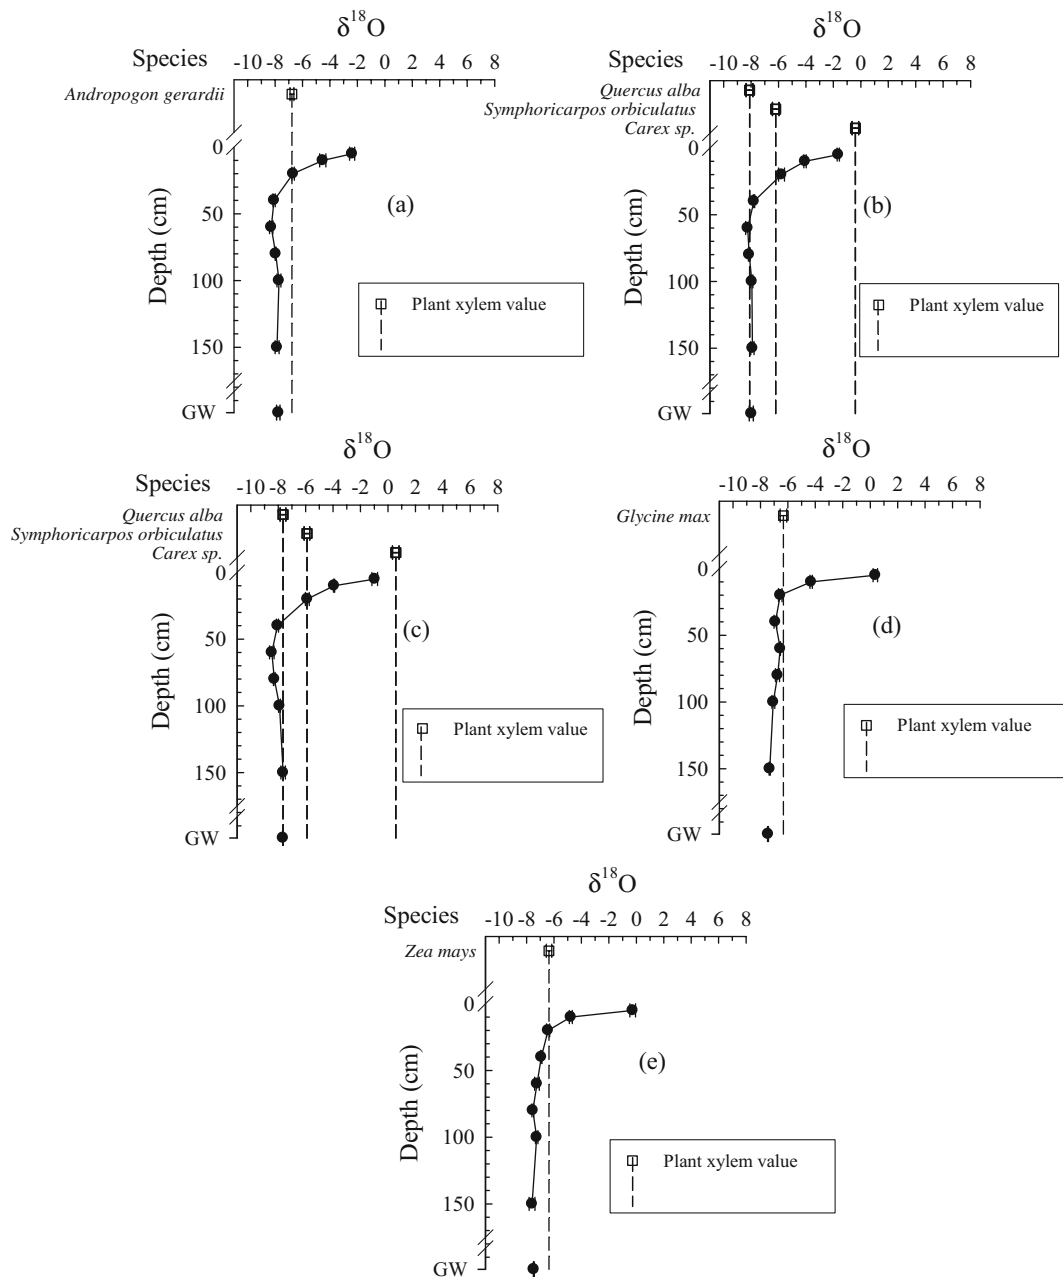 δ18O
Species -10 -8 -6 -4 -2 0 2 4 6 8
Andropogon gerardii
0
50
100
150
GW
Depth (cm)
(a)
Plant xylem value
δ18O
Species -10 -8 -6 -4 -2 0 2 4 6 8
Quercus alba
Symphoricarpos orbiculatus
Carex sp.
0
50
100
150
GW
Depth (cm)
(b)
Plant xylem value
δ18O
Species -10 -8 -6 -4 -2 0 2 4 6 8
Quercus alba
Symphoricarpos orbiculatus
Carex sp.
0
50
100
150
GW
Depth (cm)
(c)
Plant xylem value
δ18O
Species -10 -8 -6 -4 -2 0 2 4 6 8
Glycine max
0
50
100
150
GW
Depth (cm)
(d)
Plant xylem value
δ18O
Species -10 -8 -6 -4 -2 0 2 4 6 8
Zea mays
0
50
100
150
GW
Depth (cm)
(e)
Plant xylem value